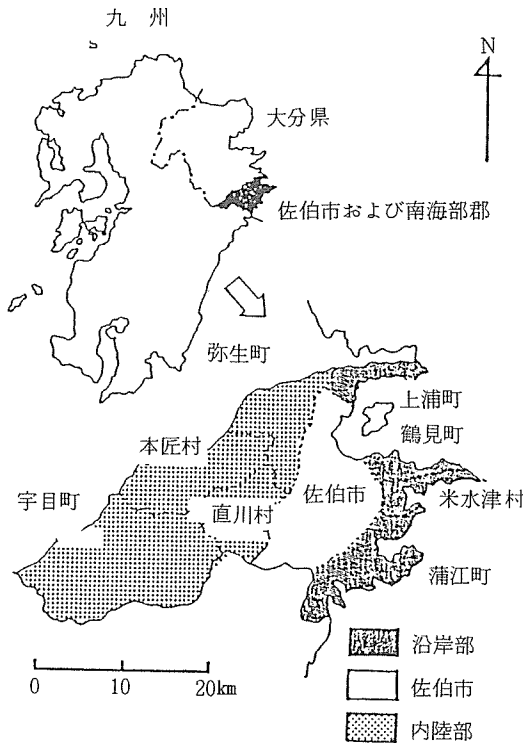 九 州
N
大分県
佐伯市および南海部郡
弥生町
上浦町
鶴見町
本匠村
佐伯市
米水津村
宇目町
直川村
蒲江町
沿岸部
佐伯市
内陸部
0 10 20km